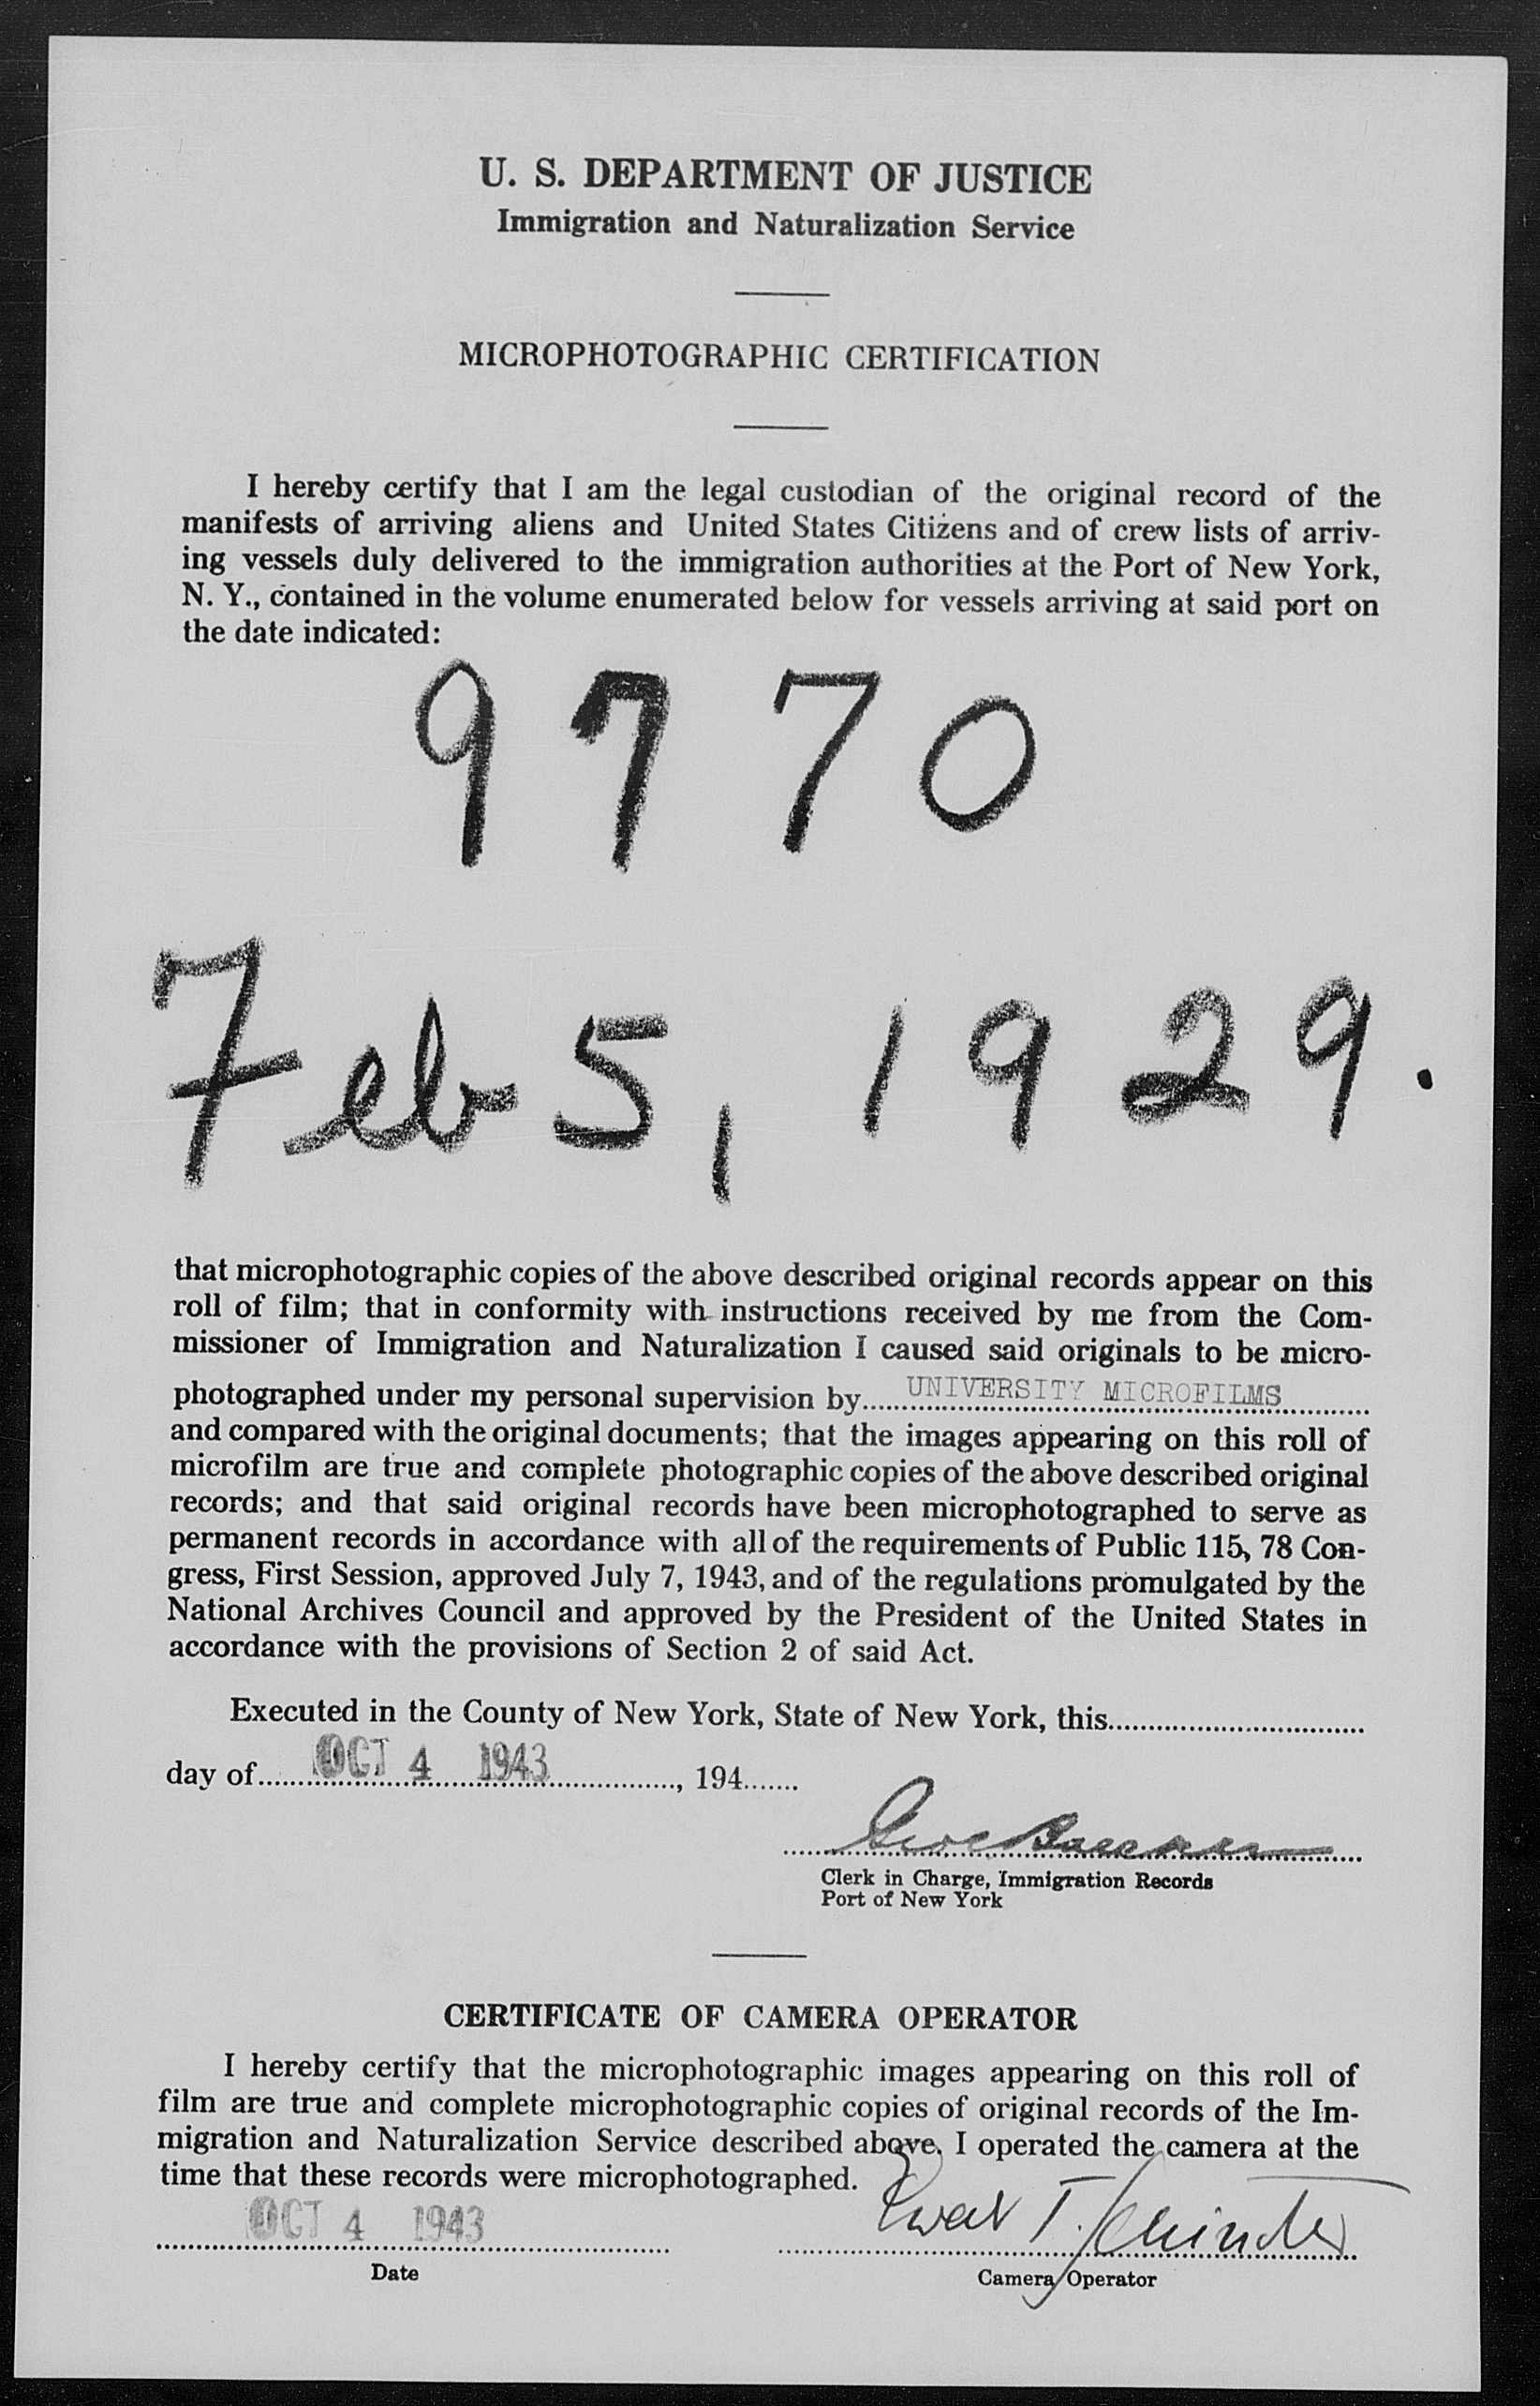 U. S. DEPARTMENT OF JUSTICE
Immigration and Naturalization Service
MICROPHOTOGRAPHIC CERTIFICATION
I hereby certify that I am the legal custodian of the original record of the
manifests of arriving aliens and United States Citizens and of crew lists of arriv-
ing vessels duly delivered to the immigration authorities at the Port of New York,
N. Y., contained in the volume enumerated below for vessels arriving at said port on
the date indicated:
9770
Feb 5, 1929.
that microphotographic copies of the above described original records appear on this
roll of film; that in conformity with instructions received by me from the Com-
missioner of Immigration and Naturalization I caused said originals to be micro-
photographed under my personal supervision by UNIVERSITY MICROFILMS
and compared with the original documents; that the images appearing on this roll of
microfilm are true and complete photographic copies of the above described original
records; and that said original records have been microphotographed to serve as
permanent records in accordance with all of the requirements of Public 115, 78 Con-
gress, First Session, approved July 7, 1943, and of the regulations promulgated by the
National Archives Council and approved by the President of the United States in
accordance with the provisions of Section 2 of said Act.
Executed in the County of New York, State of New York, this
day of OCT 4 1943, 194
Clerk in Charge, Immigration Records
Port of New York
CERTIFICATE OF CAMERA OPERATOR
I hereby certify that the microphotographic images appearing on this roll of
film are true and complete microphotographic copies of original records of the Im-
migration and Naturalization Service described above. I operated the camera at the
time that these records were microphotographed.
OCT 4 1943
T.
Date
Camera Operator